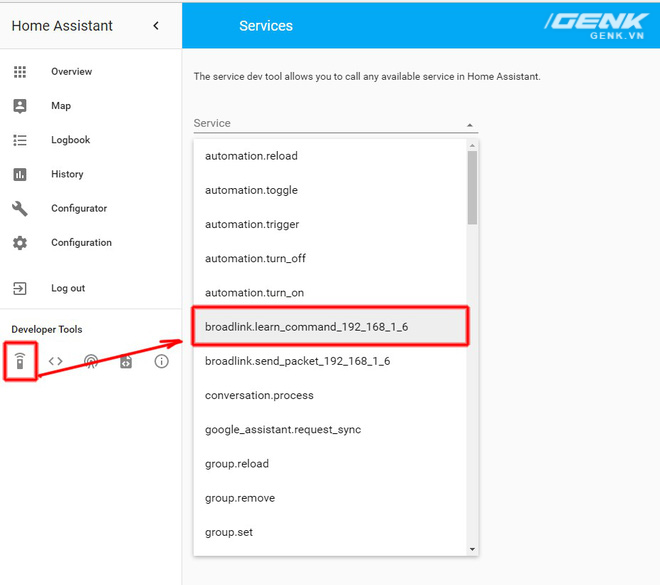 Home Assistant
Services
GENK
GENK.VN
Overview
Map
Logbook
History
Configurator
Configuration
Log out
Developer Tools
The service dev tool allows you to call any available service in Home Assistant.
Service
automation.reload
automation.toggle
automation.trigger
automation.turn_off
automation.turn_on
broadlink.learn_command_192_168_1_6
broadlink.send_packet_192_168_1_6
conversation.process
google_assistant.request_sync
group.reload
group.remove
group.set